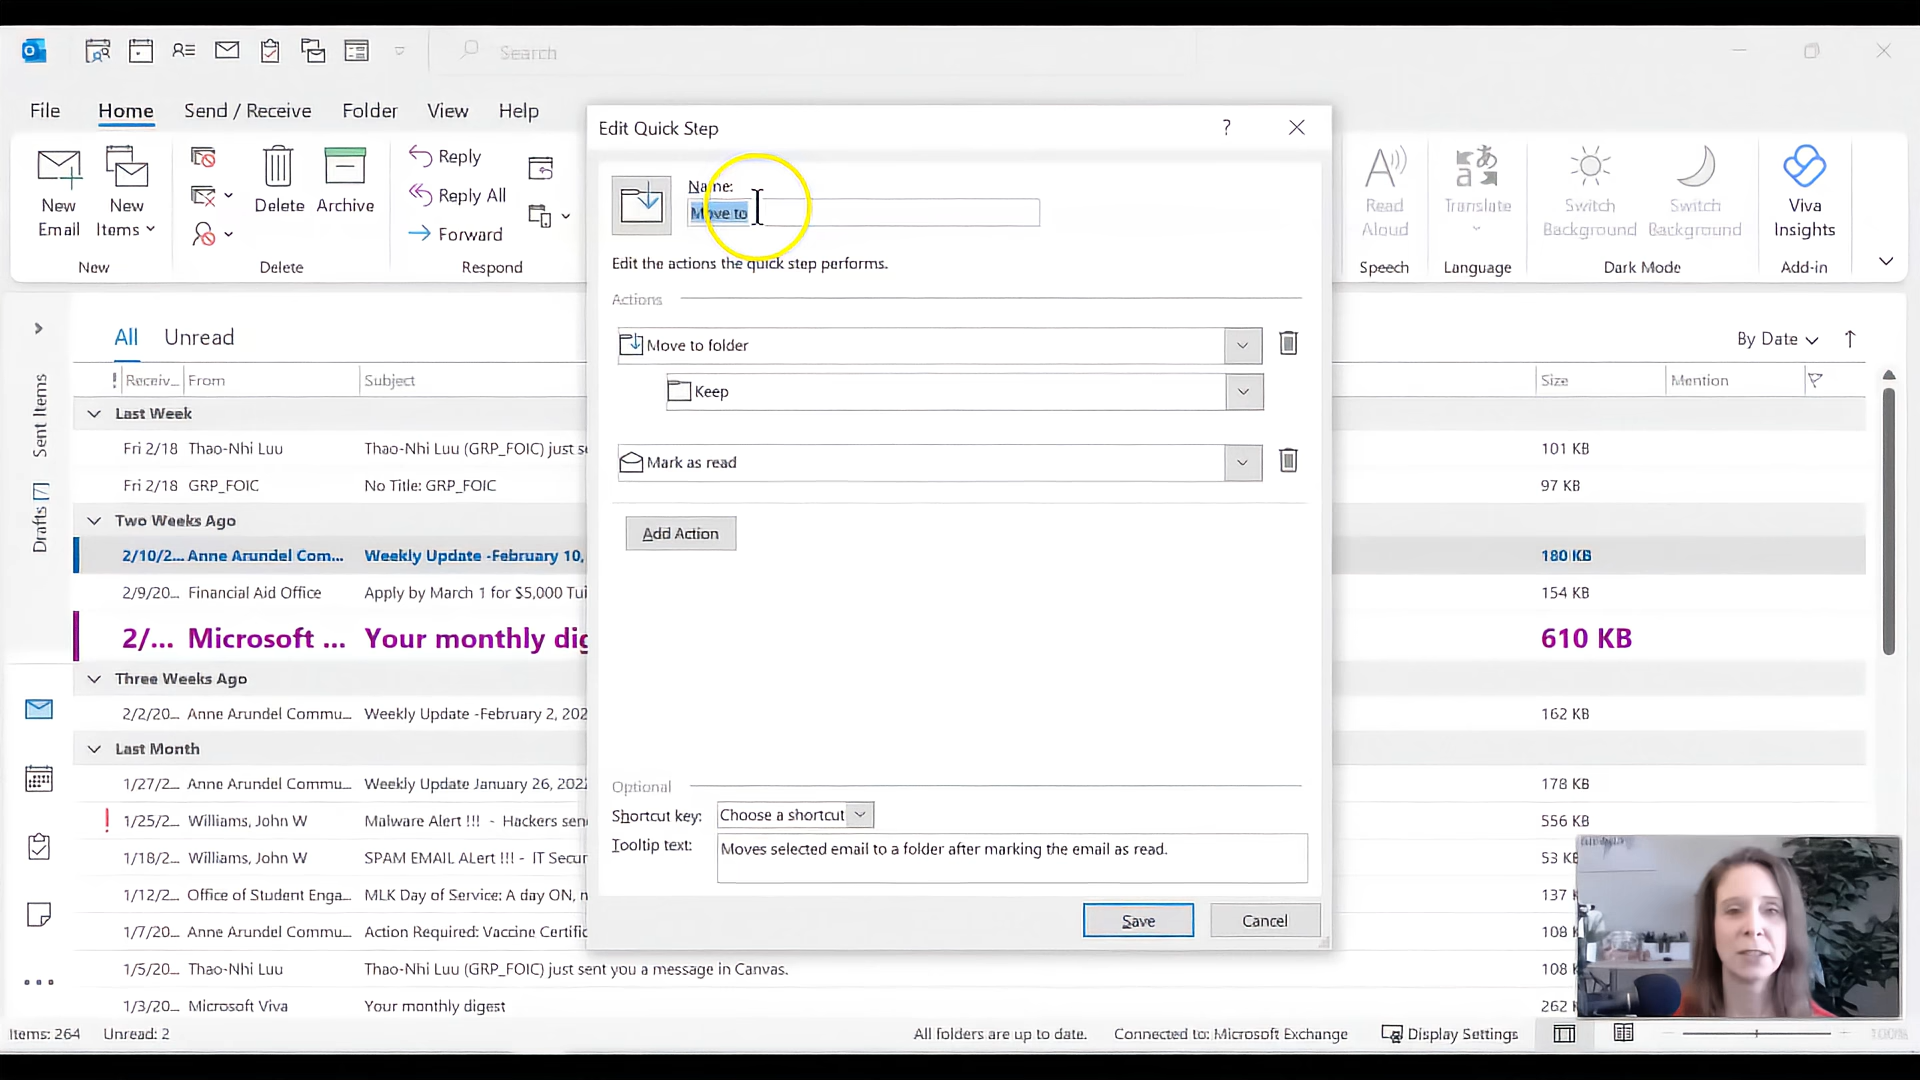 Search
File Home Send / Receive Folder View Help
New Email
New Items
New
Delete
Archive
Delete
Reply
Reply All
Forward
Respond
Read Aloud
Speech
Translate
Language
Switch Background
Switch Background
Dark Mode
Viva Insights
Add-in
Edit Quick Step
?
Name:
Move to
Edit the actions the quick step performs.
Actions
Move to folder
Keep
Mark as read
Add Action
Optional
Shortcut key: Choose a shortcut
Tooltip text: Moves selected email to a folder after marking the email as read.
Save Cancel
Sent Items
Drafts [7]
All Unread By Date
! Receiv... From Subject Size Mention
Last Week
Fri 2/18 Thao-Nhi Luu Thao-Nhi Luu (GRP_FOIC) just s 101 KB
Fri 2/18 GRP_FOIC No Title: GRP_FOIC 97 KB
Two Weeks Ago
2/10/2... Anne Arundel Com... Weekly Update -February 10, 180 KB
2/9/20... Financial Aid Office Apply by March 1 for $5,000 Tui 154 KB
2/... Microsoft ... Your monthly dig 610 KB
Three Weeks Ago
2/2/20... Anne Arundel Commu... Weekly Update -February 2, 202 162 KB
Last Month
1/27/2... Anne Arundel Commu... Weekly Update January 26, 2022 178 KB
! 1/25/2... Williams, John W Malware Alert !!! - Hackers sen 556 KB
1/18/2... Williams, John W SPAM EMAIL ALert !!! - IT Secur 53 KB
1/12/2... Office of Student Enga... MLK Day of Service: A day ON, n 137
1/7/20... Anne Arundel Commu... Action Required: Vaccine Certific 108
1/5/20... Thao-Nhi Luu Thao-Nhi Luu (GRP_FOIC) just sent you a message in Canvas. 108
1/3/20... Microsoft Viva Your monthly digest 262
Items: 264 Unread: 2 All folders are up to date. Connected to: Microsoft Exchange Display Settings 100%